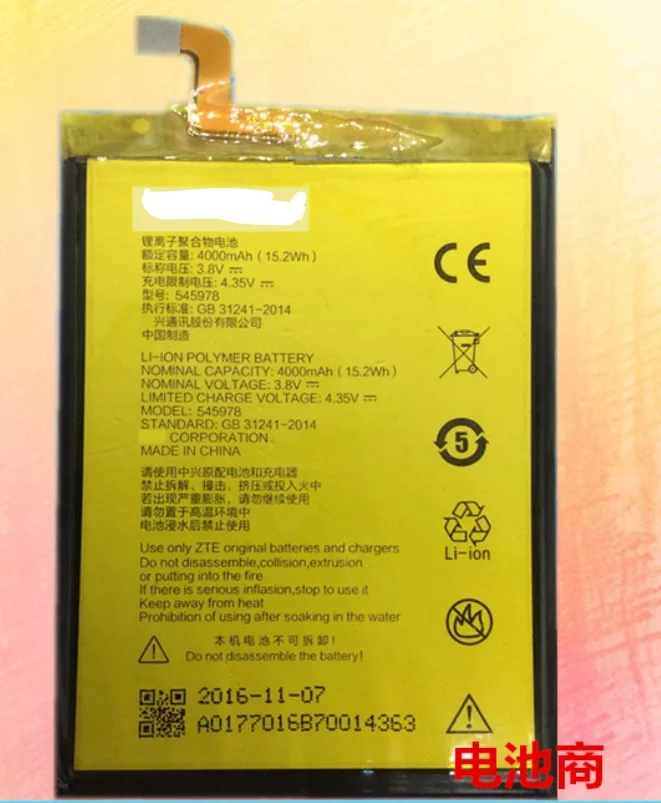 锂离子聚合物电池
额定容量: 4000mAh (15.2Wh)
标称电压: 3.8V
充电限制电压: 4.35V
型号: 545978
执行标准: GB 31241-2014
兴通讯股份有限公司
中国制造
LI-ION POLYMER BATTERY
NOMINAL CAPACITY: 4000mAh (15.2Wh)
NOMINAL VOLTAGE: 3.8V
LIMITED CHARGE VOLTAGE: 4.35V
MODEL: 545978
STANDARD: GB 31241-2014
CORPORATION
MADE IN CHINA
请使用中兴原配电池和充电器
禁止拆解、撞击、挤压或投入火中
若出现严重膨胀，请勿继续使用
请勿置于高温环境中
电池浸水后禁止使用
Use only ZTE original batteries and chargers
Do not disassemble,collision,extrusion
or putting into the fire
If there is serious inflasion,stop to use it
Keep away from heat
Prohibition of using after soaking in the water
本机电池不可拆卸!
Do not disassemble the battery!
2016-11-07
A0177016B70014363
CE
5
Li-ion
电池商